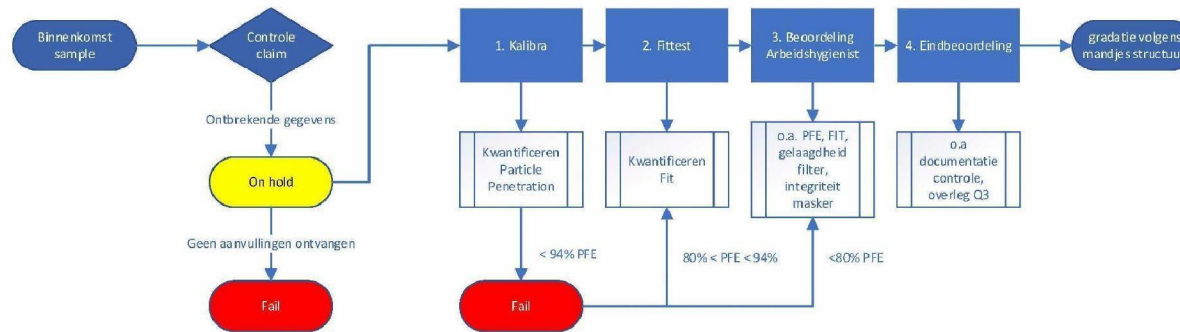 Binnenkomst
sample
Controle
claim
Ontbrekende gegevens
On hold
Geen aanvullingen ontvangen
Fail
1. Kalibra
2. Fittest
3. Beoordeling
Arbeidshygienist
4. Eindbeoordeling
gradatie volgens
mandjes structuur
Kwantificeren
Particle
Penetration
Kwantificeren
Fit
o.a. PFE, FIT,
gelaagdheid
filter,
integriteit
masker
o.a
documentatie
controle,
overleg Q3
< 94% PFE
80% < PFE < 94%
<80% PFE
Fail